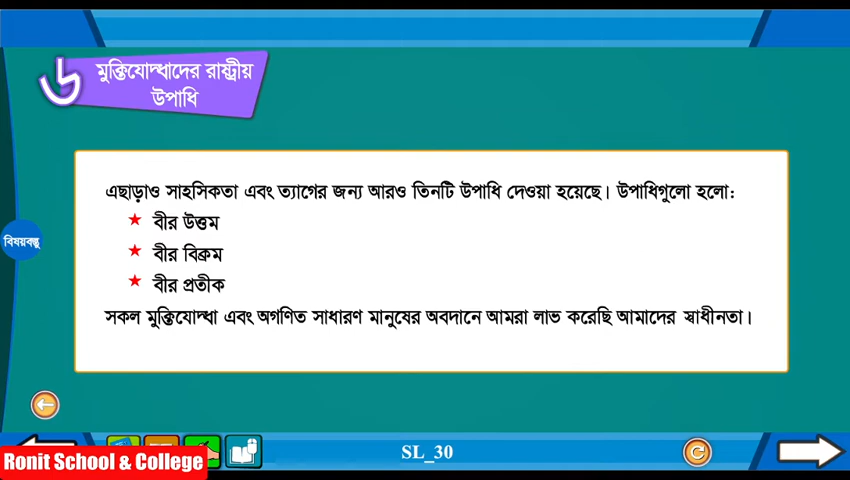 ৬
মুক্তিযোদ্ধাদের রাষ্ট্রীয়
উপাধি
এছাড়াও সাহসিকতা এবং ত্যাগের জন্য আরও তিনটি উপাধি দেওয়া হয়েছে। উপাধিগুলো হলো:
বীর উত্তম
বীর বিক্রম
বীর প্রতীক
সকল মুক্তিযোদ্ধা এবং অগণিত সাধারণ মানুষের অবদানে আমরা লাভ করেছি আমাদের স্বাধীনতা।
বিষয়বস্তু
SL_30
Ronit School & College